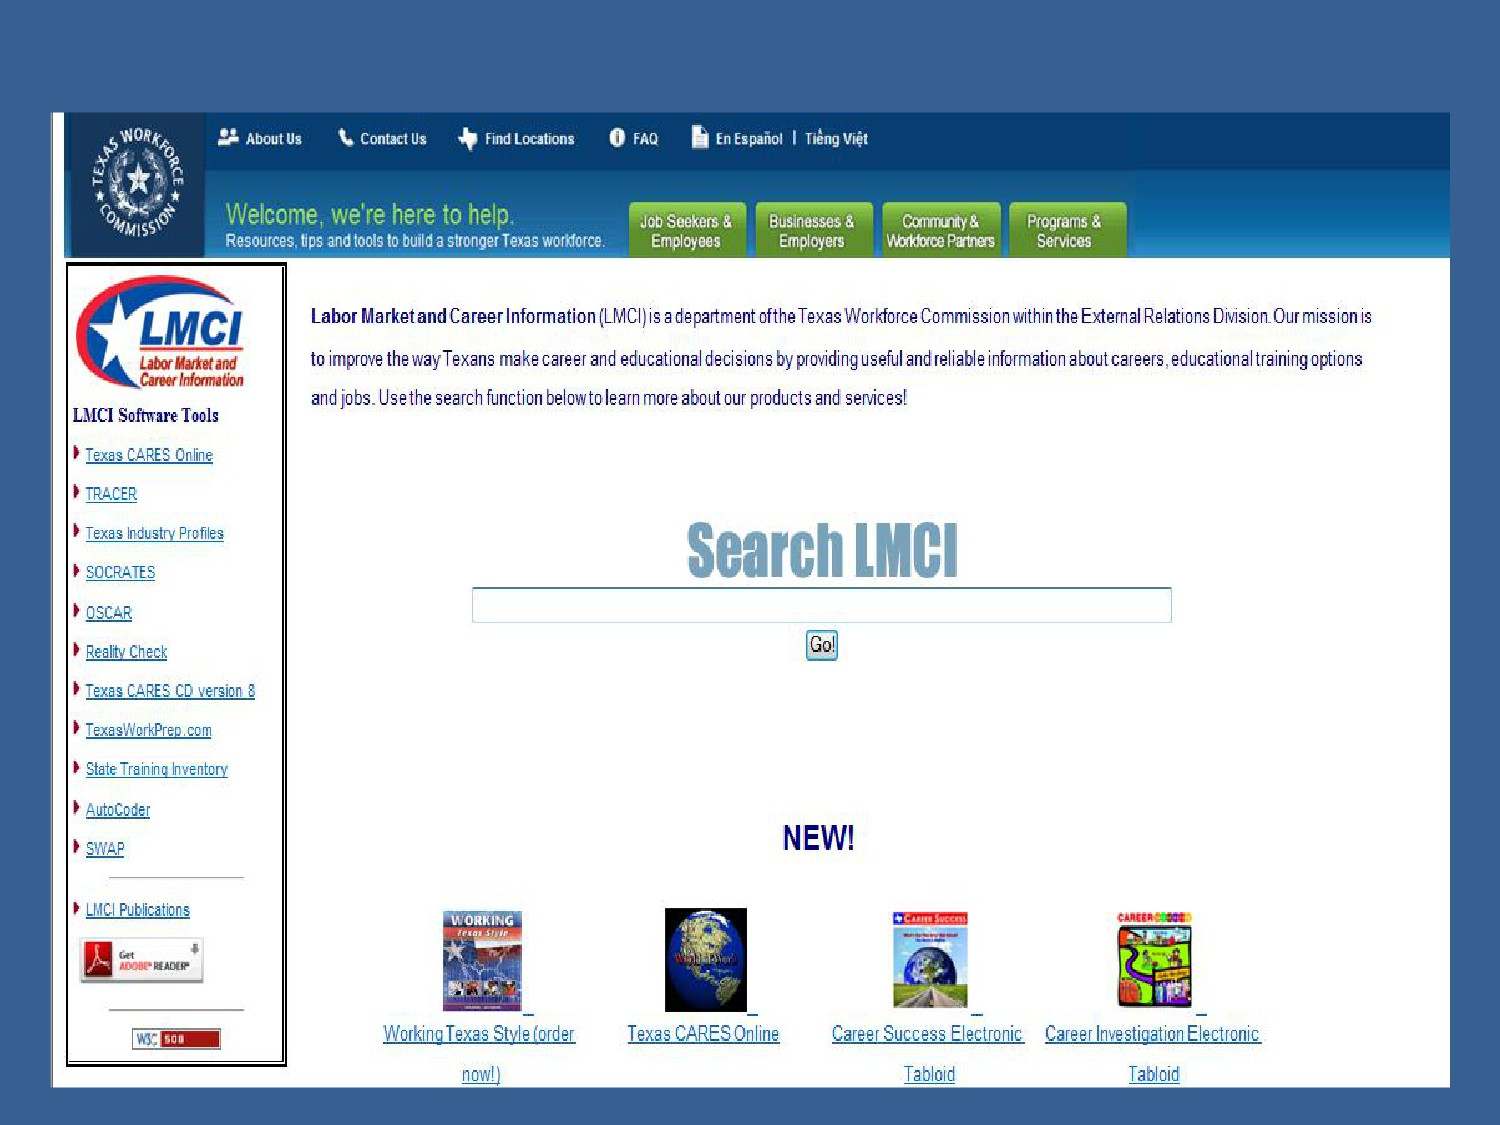 TEXAS WORKFORCE COMMISSION
About Us
Contact Us
Find Locations
FAQ
En Español | Tiếng Việt
Welcome, we're here to help.
Resources, tips and tools to build a stronger Texas workforce.
Job Seekers &
Employees
Businesses &
Employers
Community &
Workforce Partners
Programs &
Services
LMCI
Labor Market and
Career Information
LMCI Software Tools
Texas CARES Online
TRACER
Texas Industry Profiles
SOCRATES
OSCAR
Reality Check
Texas CARES CD version 8
TexasWorkPrep.com
State Training Inventory
AutoCoder
SWAP
LMCI Publications
Get
ADOBE® READER®
W3C 508
Labor Market and Career Information (LMCI) is a department of the Texas Workforce Commission within the External Relations Division. Our mission is
to improve the way Texans make career and educational decisions by providing useful and reliable information about careers, educational training options
and jobs. Use the search function below to learn more about our products and services!
Search LMCI
Go!
NEW!
WORKING
Texas Style
World of Work
CAREER SUCCESS
CAREER
Working Texas Style (order
now!)
Texas CARES Online
Career Success Electronic
Tabloid
Career Investigation Electronic
Tabloid